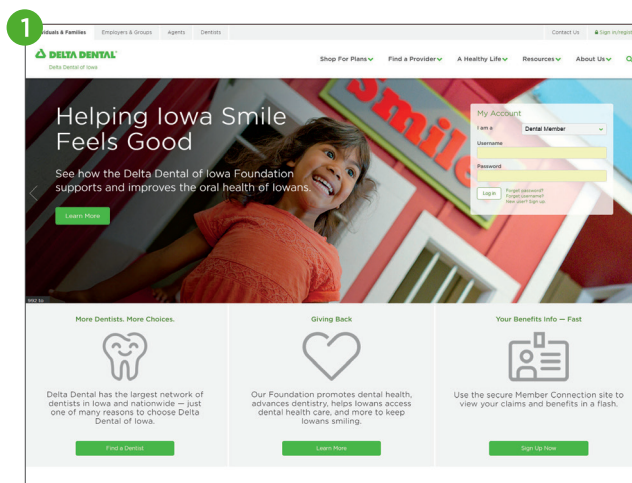 1
viduals & Families Employers & Groups Agents Dentists Contact Us Sign in/regist
DELTA DENTAL®
Delta Dental of Iowa
Shop For Plans Find a Provider A Healthy Life Resources About Us
Helping Iowa Smile
Feels Good
See how the Delta Dental of Iowa Foundation
supports and improves the oral health of Iowans.
Learn More
Smile
My Account
I am a Dental Member
Username
Password
Log In
Forgot password?
Forgot username?
New user? Sign up
More Dentists. More Choices.
Delta Dental has the largest network of
dentists in Iowa and nationwide — just
one of many reasons to choose Delta
Dental of Iowa.
Find a Dentist
Giving Back
Our Foundation promotes dental health,
advances dentistry, helps Iowans access
dental health care, and more to keep
Iowans smiling.
Learn More
Your Benefits Info — Fast
Use the secure Member Connection site to
view your claims and benefits in a flash.
Sign Up Now